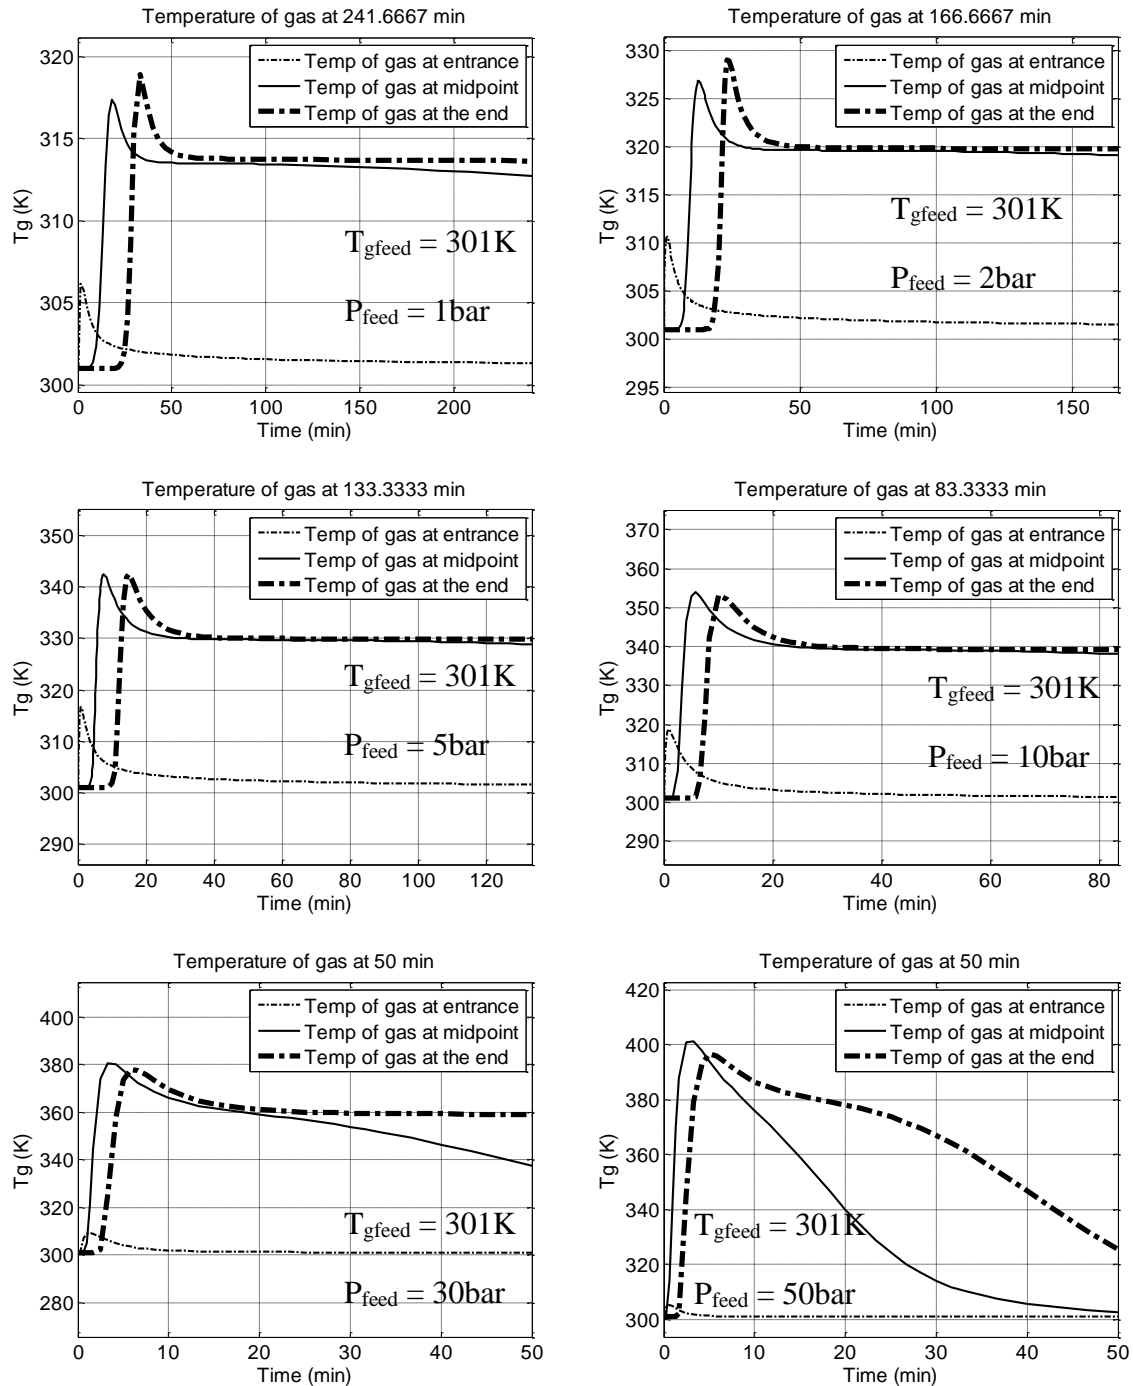 Temperature of gas at 241.6667 min
Temp of gas at entrance
Temp of gas at midpoint
Temp of gas at the end
Tgfeed = 301K
Pfeed = 1bar
Tg (K)
320
315
310
305
300
0 50 100 150 200
Time (min)
Temperature of gas at 166.6667 min
Temp of gas at entrance
Temp of gas at midpoint
Temp of gas at the end
Tgfeed = 301K
Pfeed = 2bar
Tg (K)
330
325
320
315
310
305
300
295
0 50 100 150
Time (min)
Temperature of gas at 133.3333 min
Temp of gas at entrance
Temp of gas at midpoint
Temp of gas at the end
Tgfeed = 301K
Pfeed = 5bar
Tg (K)
350
340
330
320
310
300
290
0 20 40 60 80 100 120
Time (min)
Temperature of gas at 83.3333 min
Temp of gas at entrance
Temp of gas at midpoint
Temp of gas at the end
Tgfeed = 301K
Pfeed = 10bar
Tg (K)
370
360
350
340
330
320
310
300
290
0 20 40 60 80
Time (min)
Temperature of gas at 50 min
Temp of gas at entrance
Temp of gas at midpoint
Temp of gas at the end
Tgfeed = 301K
Pfeed = 30bar
Tg (K)
400
380
360
340
320
300
280
0 10 20 30 40 50
Time (min)
Temperature of gas at 50 min
Temp of gas at entrance
Temp of gas at midpoint
Temp of gas at the end
Tgfeed = 301K
Pfeed = 50bar
Tg (K)
420
400
380
360
340
320
300
0 10 20 30 40 50
Time (min)